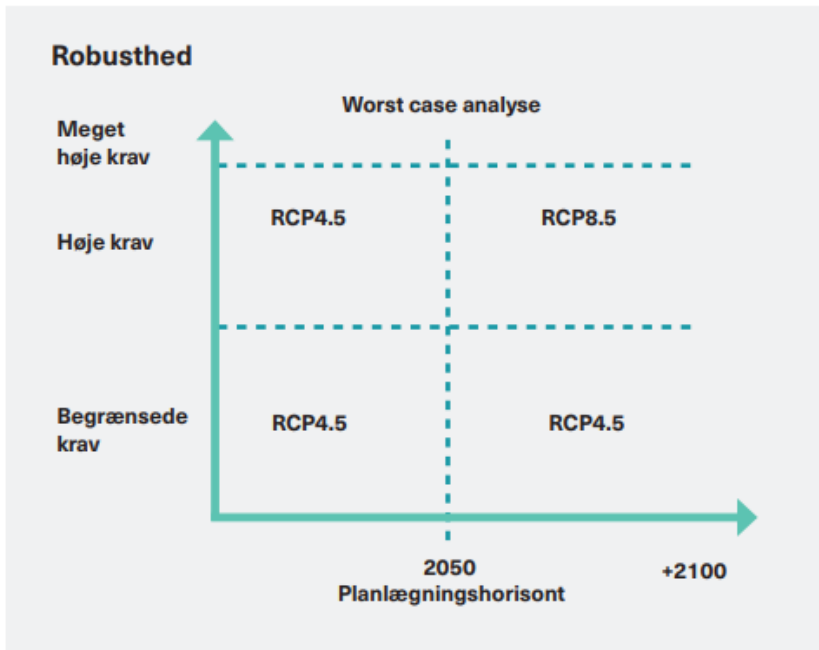 Robusthed
Worst case analyse
Meget
høje krav
RCP4.5
RCP8.5
Høje krav
Begrænsede
krav
RCP4.5
RCP4.5
2050
+2100
Planlægningshorisont